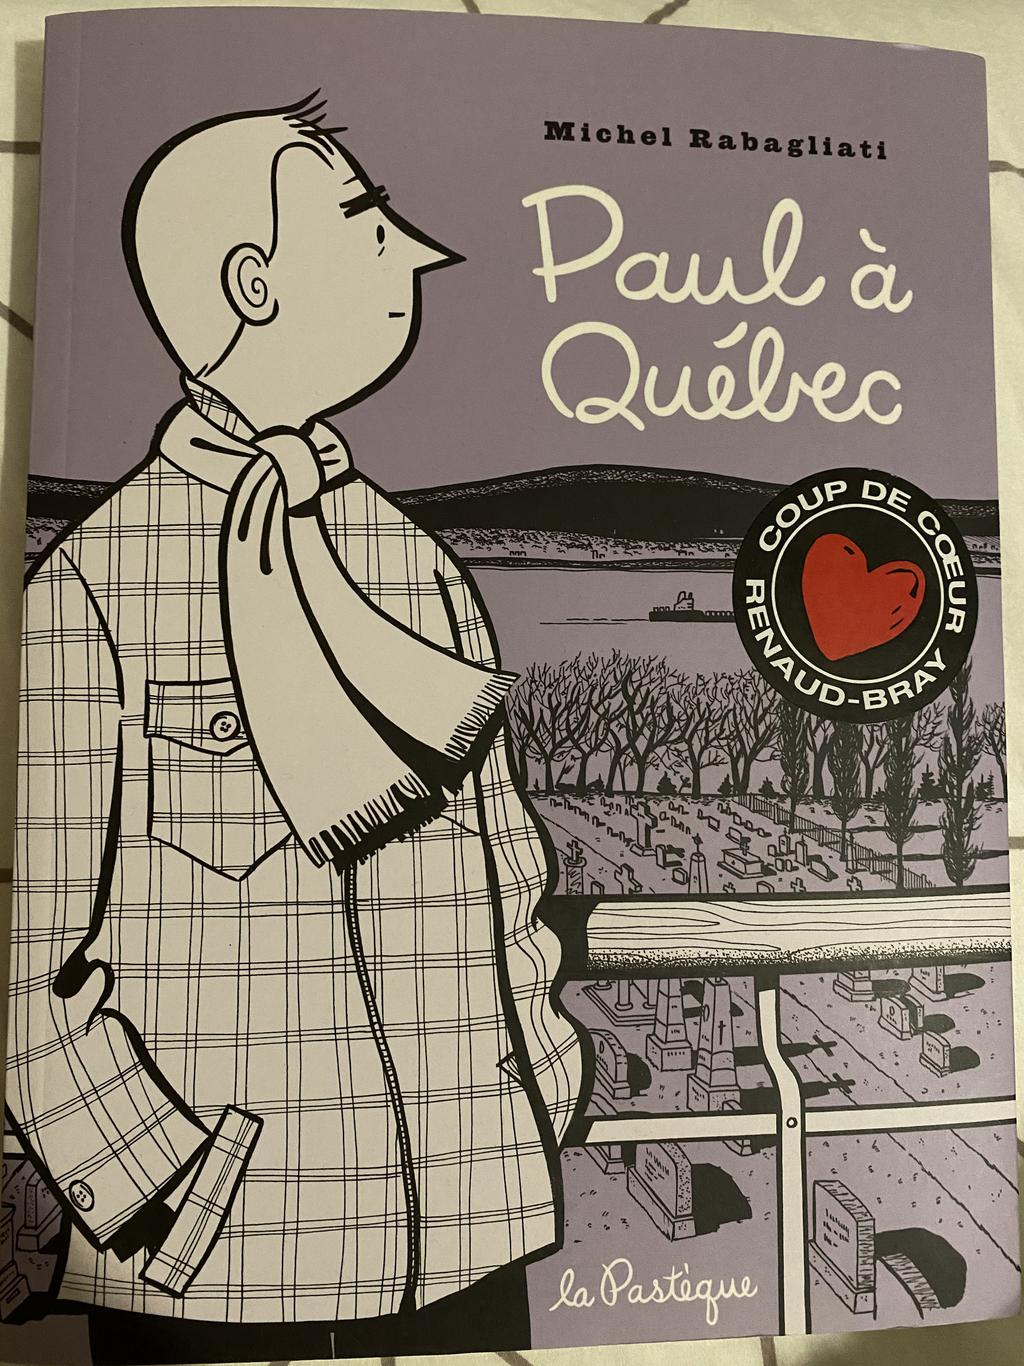 Michel Rabagliati
Paul à
Québec
COUP DE CŒUR
RENAUD-BRAY
la Pastèque